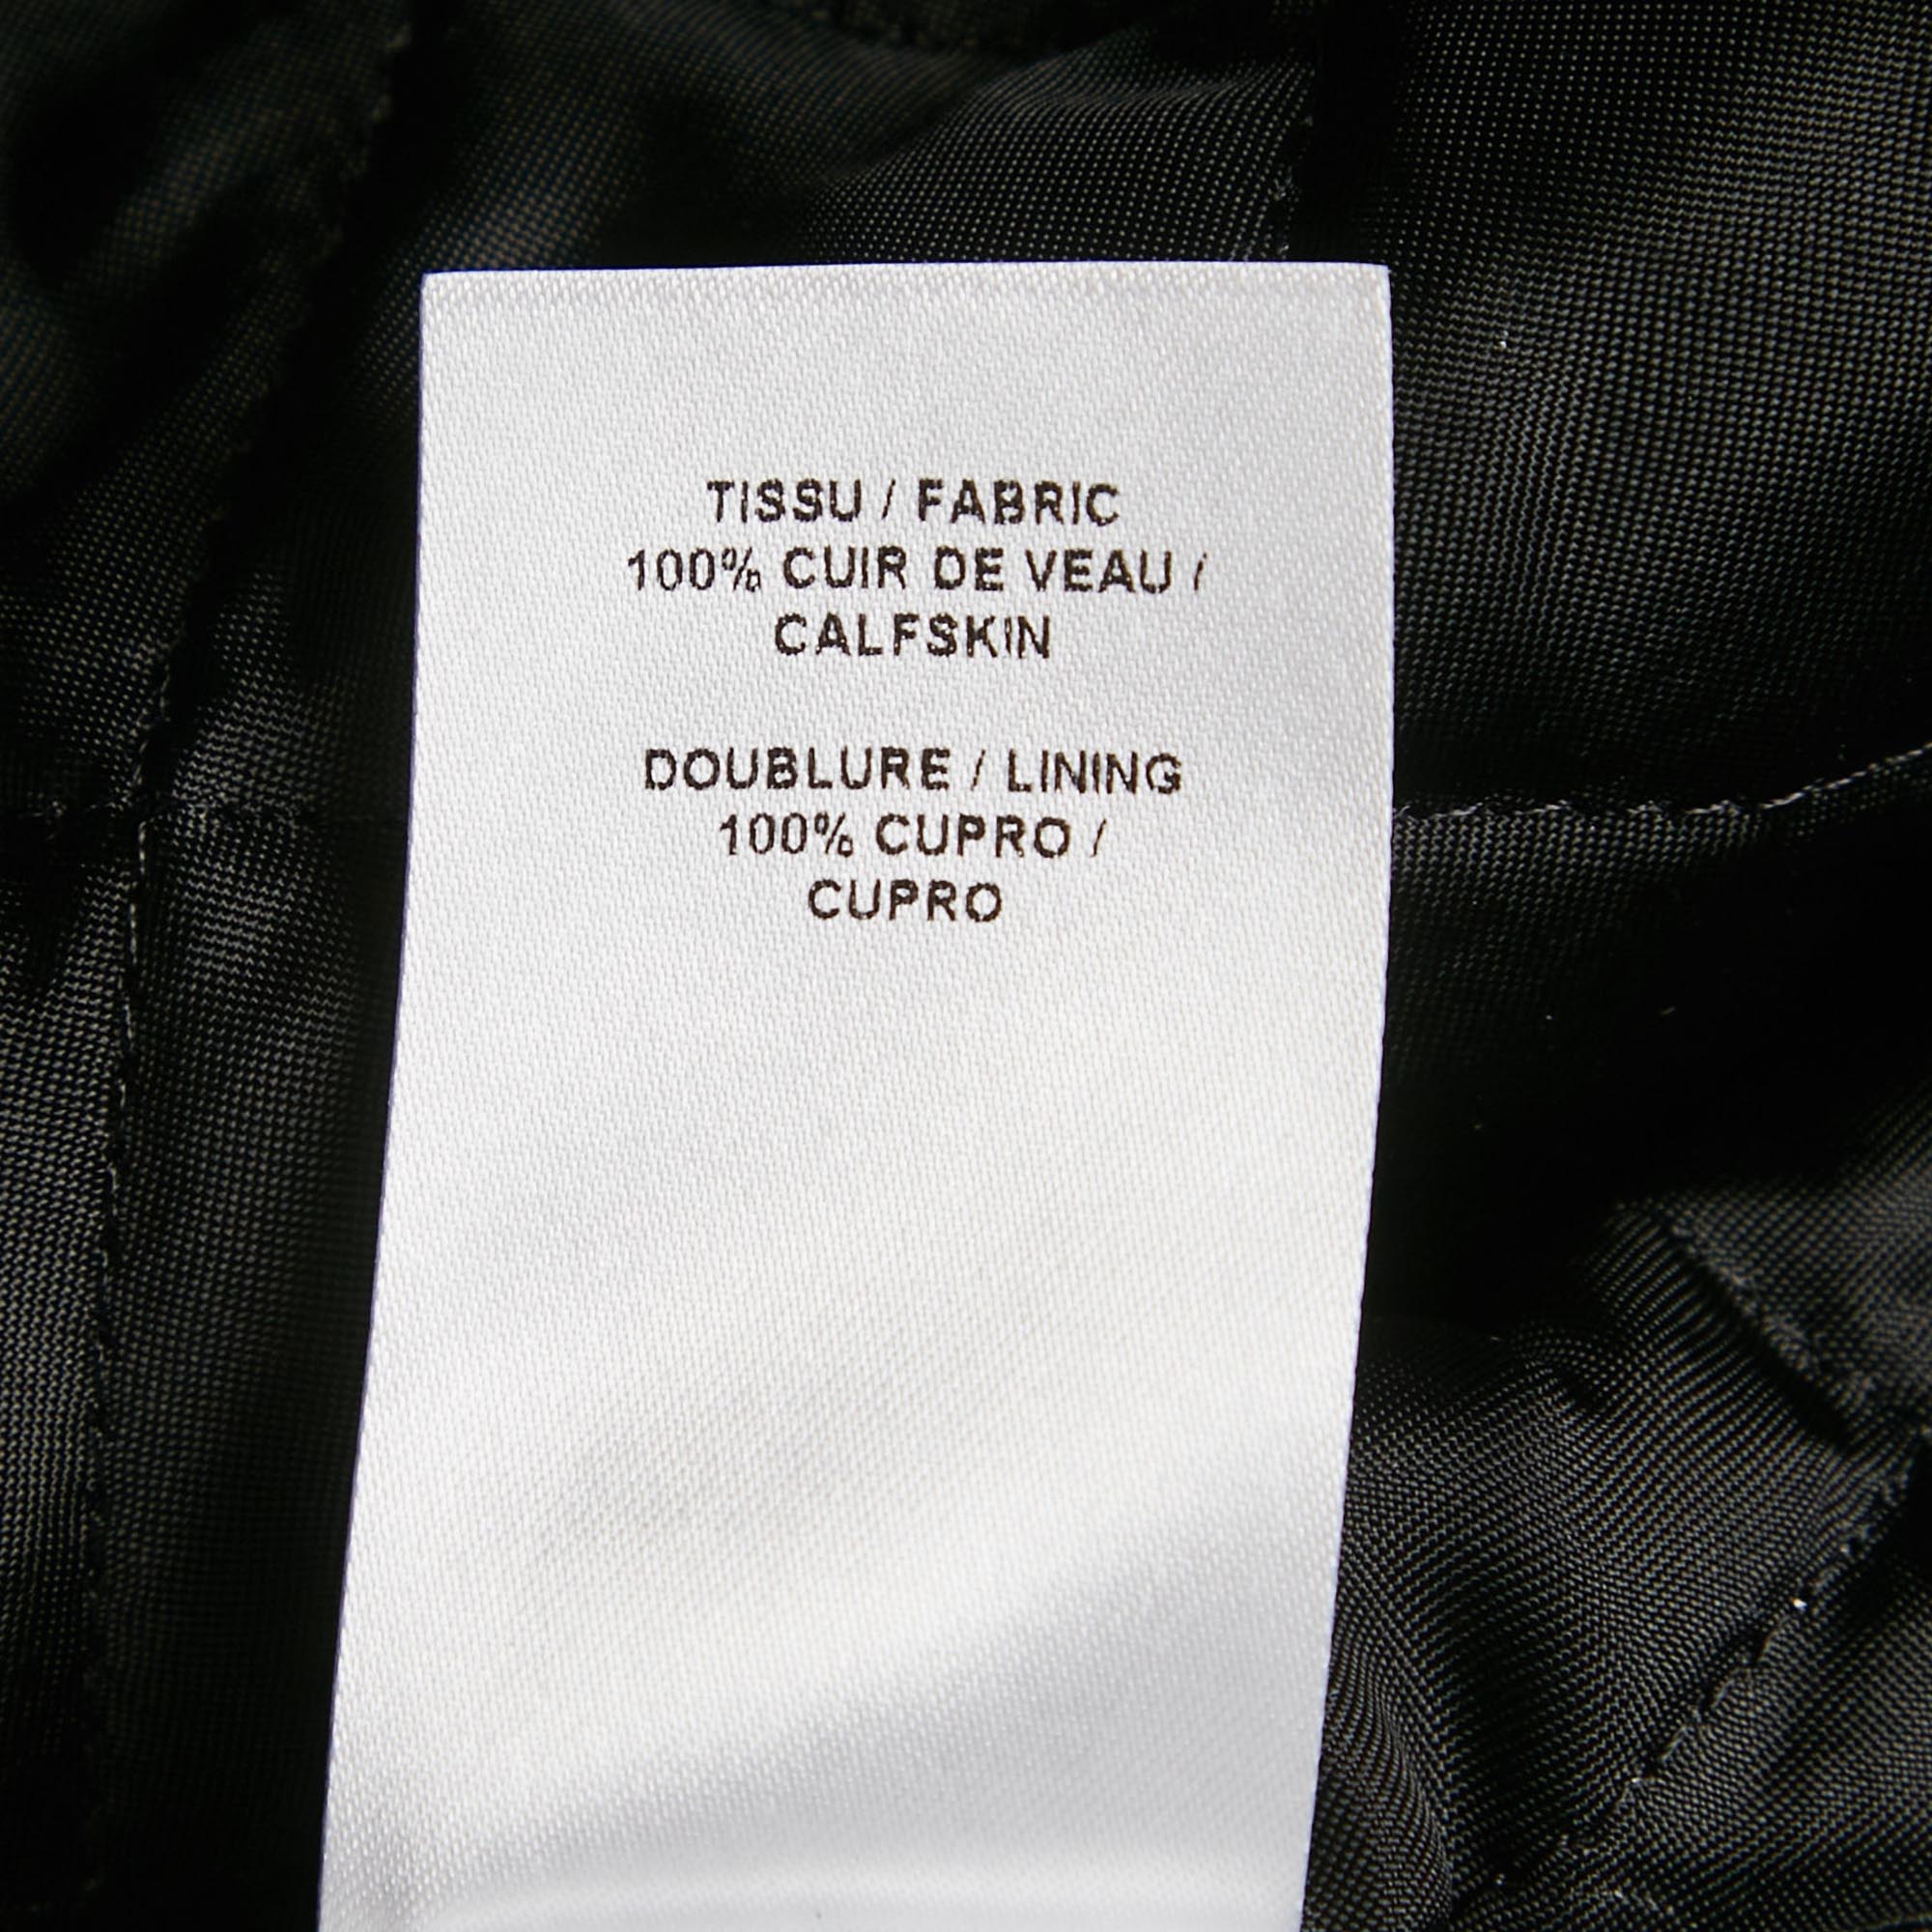 TISSU / FABRIC
100% CUIR DE VEAU /
CALFSKIN
DOUBLURE / LINING
100% CUPRO /
CUPRO